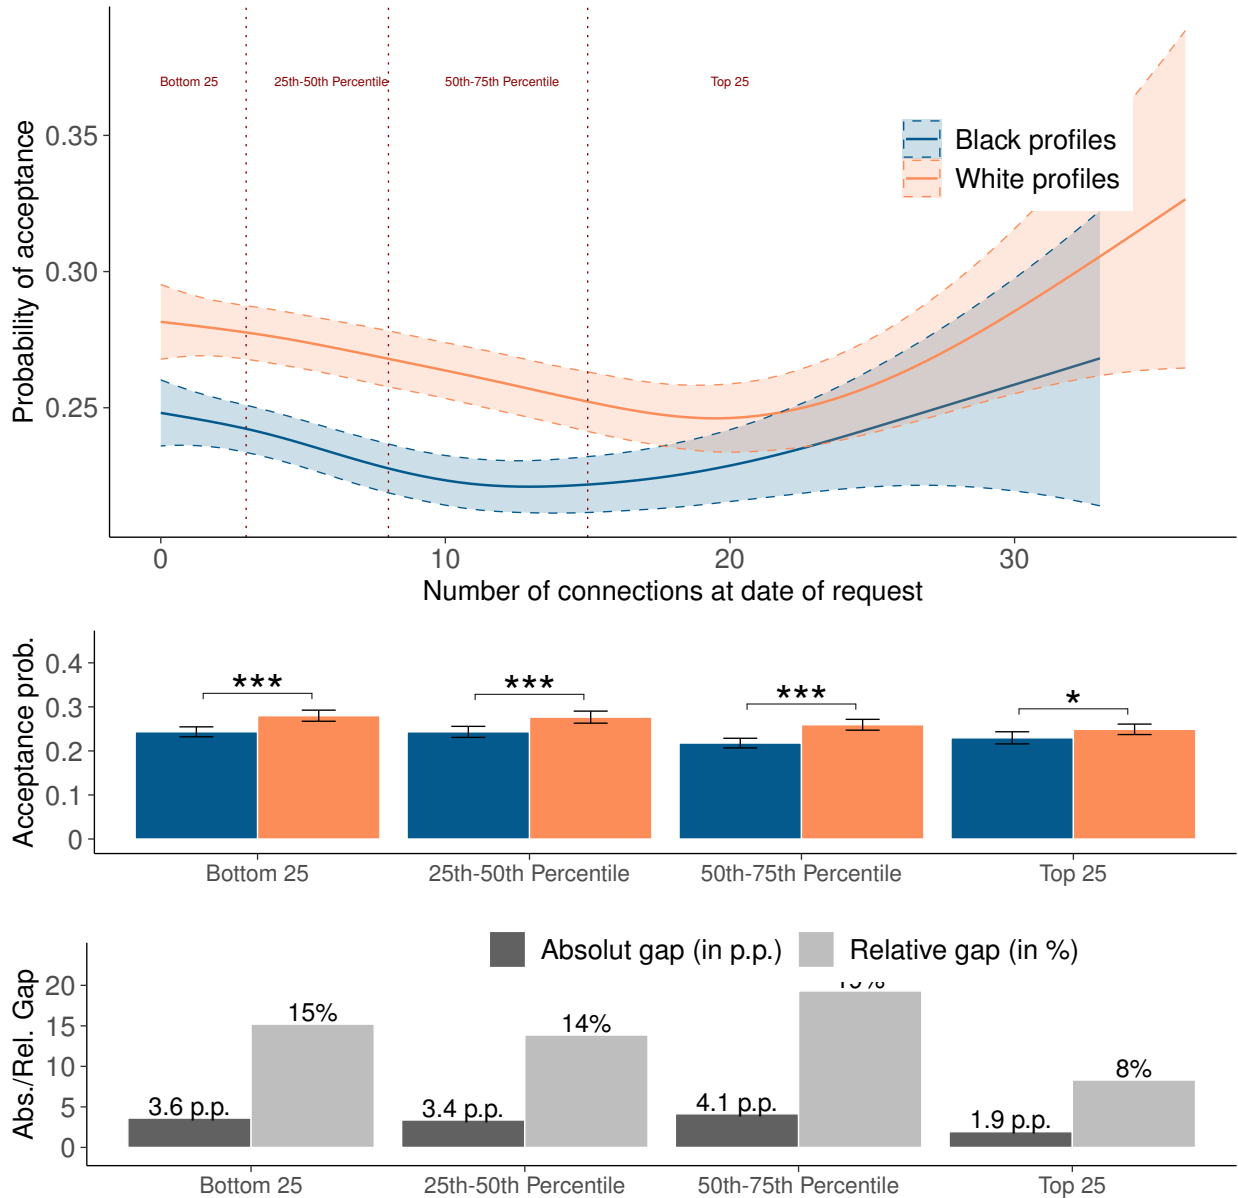 Bottom 25 25th-50th Percentile 50th-75th Percentile Top 25
Black profiles
White profiles
Probability of acceptance
0.35
0.30
0.25
0 10 20 30
Number of connections at date of request
Acceptance prob.
0.4
0.3
0.2
0.1
0
*** *** *** *
Bottom 25 25th-50th Percentile 50th-75th Percentile Top 25
Absolut gap (in p.p.) Relative gap (in %)
Abs./Rel. Gap
20
15
10
5
0
3.6 p.p. 15% 3.4 p.p. 14% 4.1 p.p. 1.9 p.p. 8%
Bottom 25 25th-50th Percentile 50th-75th Percentile Top 25